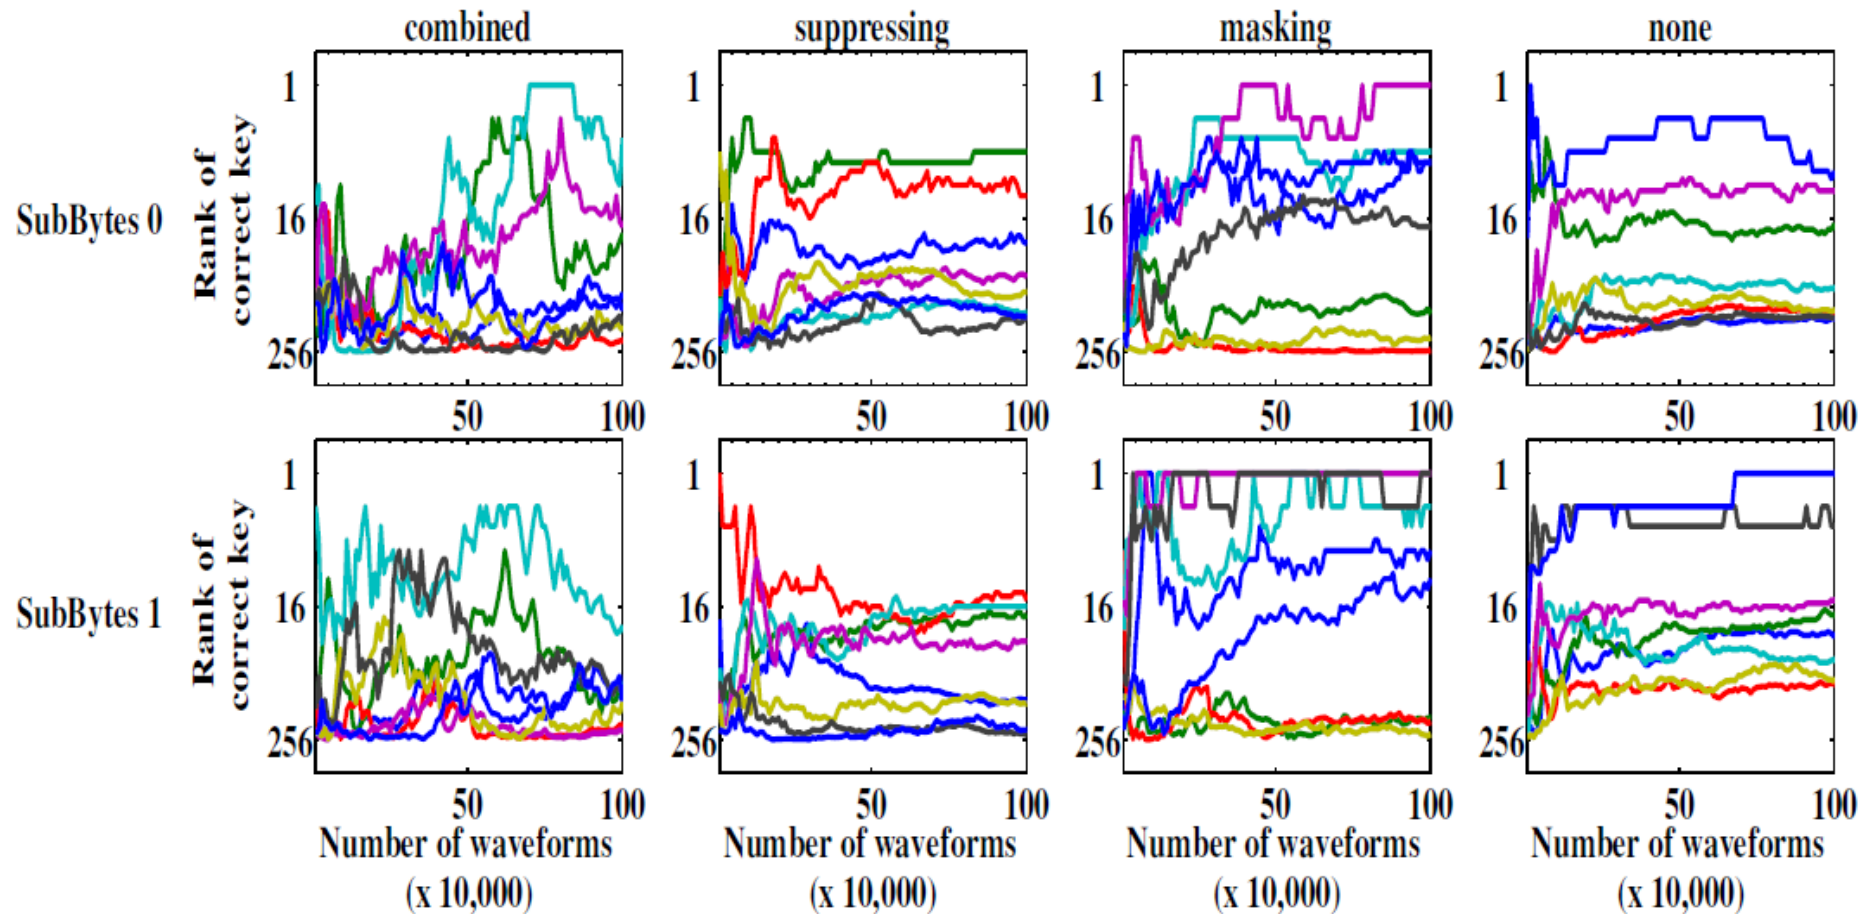 combined suppressing masking none
SubBytes 0
Rank of
correct key
1 1 1 1
16 16 16 16
256 256 256 256
50 100 50 100 50 100 50 100
SubBytes 1
Rank of
correct key
1 1 1 1
16 16 16 16
256 256 256 256
50 100 50 100 50 100 50 100
Number of waveforms Number of waveforms Number of waveforms Number of waveforms
(x 10,000) (x 10,000) (x 10,000) (x 10,000)